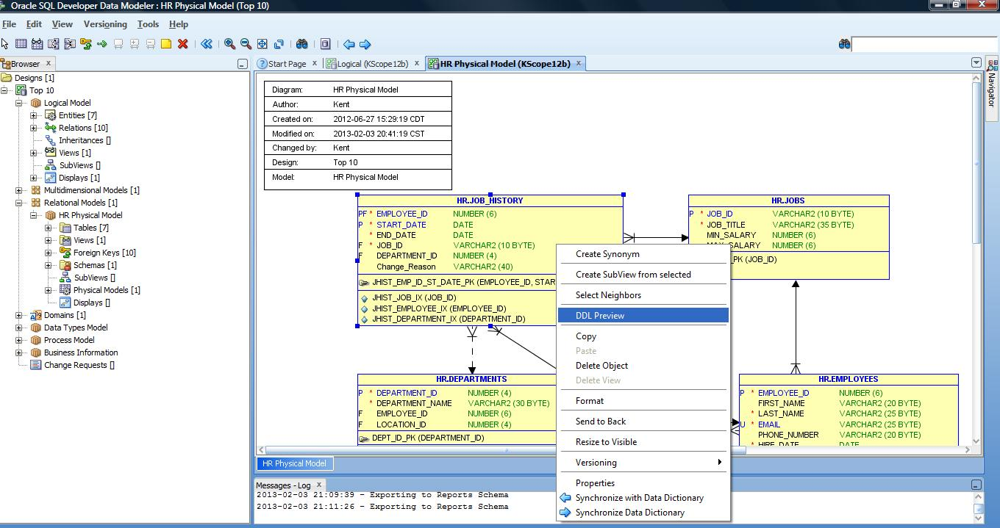 Oracle SQL Developer Data Modeler : HR Physical Model (Top 10)
File Edit View Versioning Tools Help
Browser x
Designs [1]
Top 10
Logical Model
Entities [7]
Relations [10]
Inheritances []
Views [1]
SubViews []
Displays [1]
Multidimensional Models [1]
Relational Models [1]
HR Physical Model
Tables [7]
Views [1]
Foreign Keys [10]
Schemas [1]
SubViews []
Physical Models [1]
Displays []
Domains [1]
Data Types Model
Process Model
Business Information
Change Requests []
Start Page x Logical (KScope12b) x HR Physical Model (KScope12b) x
Diagram: HR Physical Model
Author: Kent
Created on: 2012-06-27 15:29:19 CDT
Modified on: 2013-02-03 20:41:19 CST
Changed by: Kent
Design: Top 10
Model: HR Physical Model
HR.JOB_HISTORY
PF * EMPLOYEE_ID NUMBER (6)
P * START_DATE DATE
* END_DATE DATE
F * JOB_ID VARCHAR2 (10 BYTE)
F DEPARTMENT_ID NUMBER (4)
Change_Reason VARCHAR2 (40)
JHIST_EMP_ID_ST_DATE_PK (EMPLOYEE_ID, STAR
JHIST_JOB_IX (JOB_ID)
JHIST_EMPLOYEE_IX (EMPLOYEE_ID)
JHIST_DEPARTMENT_IX (DEPARTMENT_ID)
HR.JOBS
P * JOB_ID VARCHAR2 (10 BYTE)
* JOB_TITLE VARCHAR2 (35 BYTE)
MIN_SALARY NUMBER (6)
MAX_SALARY NUMBER (6)
_PK (JOB_ID)
HR.DEPARTMENTS
P * DEPARTMENT_ID NUMBER (4)
* DEPARTMENT_NAME VARCHAR2 (30 BYTE)
F EMPLOYEE_ID NUMBER (6)
F LOCATION_ID NUMBER (4)
DEPT_ID_PK (DEPARTMENT_ID)
HR.EMPLOYEES
P * EMPLOYEE_ID NUMBER (6)
FIRST_NAME VARCHAR2 (20 BYTE)
* LAST_NAME VARCHAR2 (25 BYTE)
U * EMAIL VARCHAR2 (25 BYTE)
PHONE_NUMBER VARCHAR2 (20 BYTE)
* HIRE_DATE DATE
Create Synonym
Create SubView from selected
Select Neighbors
DDL Preview
Copy
Paste
Delete Object
Delete View
Format
Send to Back
Resize to Visible
Versioning
Properties
Synchronize with Data Dictionary
Synchronize Data Dictionary
HR Physical Model
Messages - Log x
2013-02-03 21:09:39 - Exporting to Reports Schema
2013-02-03 21:11:26 - Exporting to Reports Schema
Navigator